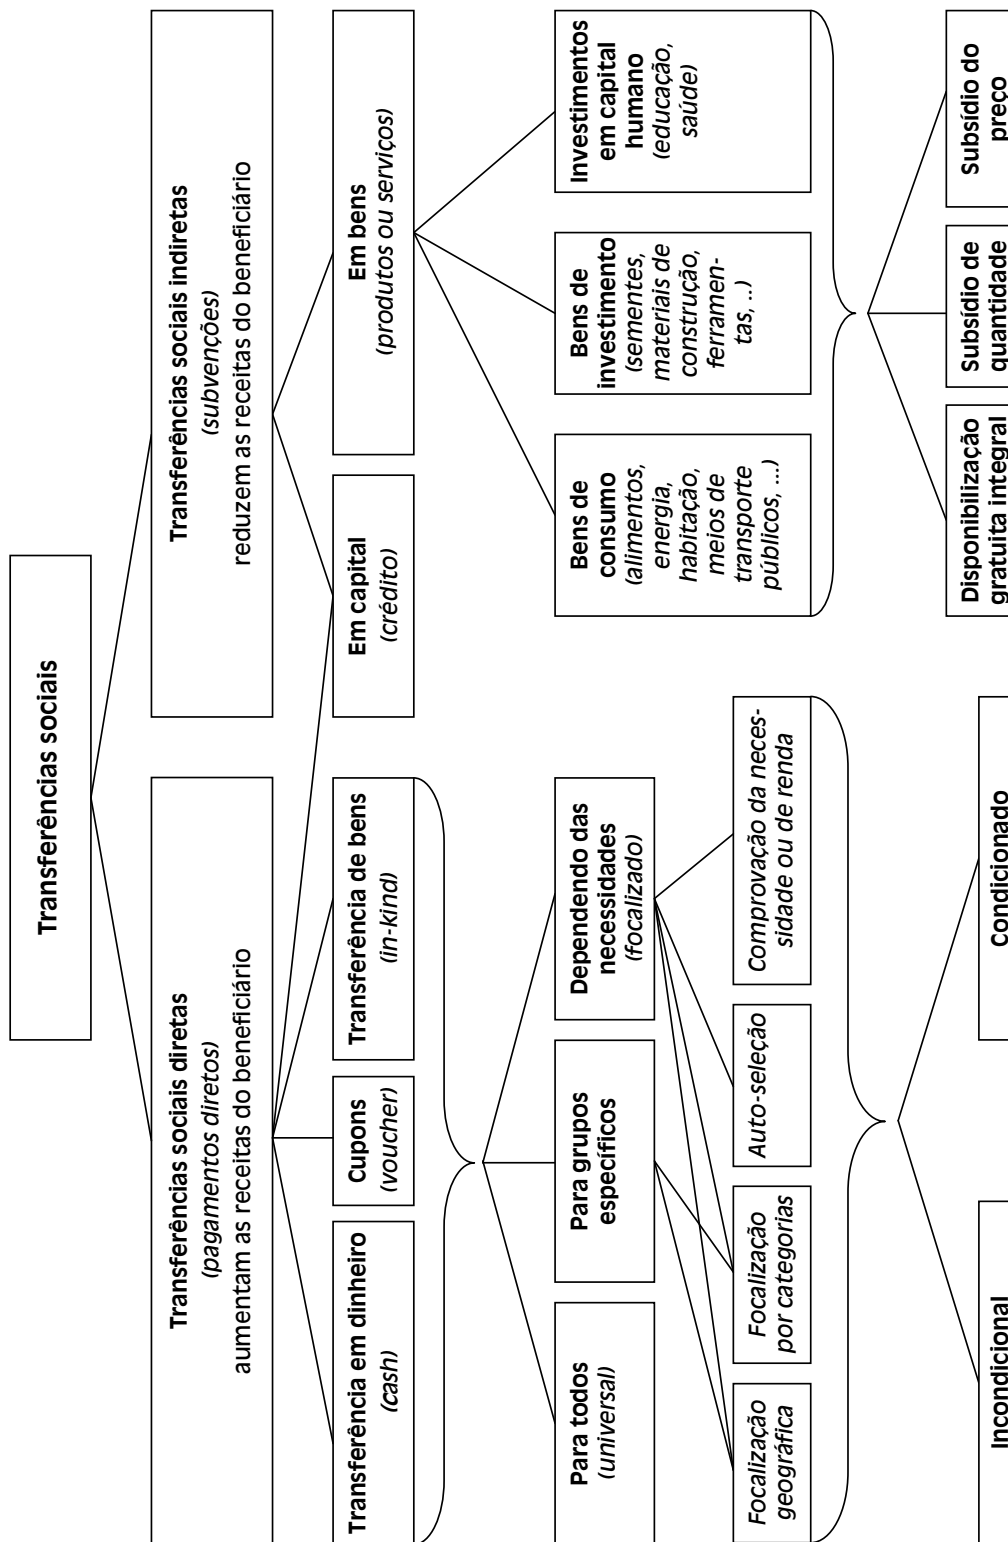 Transferências sociais
Transferências sociais diretas
(pagamentos diretos)
aumentam as receitas do beneficiário
Transferências sociais indiretas
(subvenções)
reduzem as receitas do beneficiário
Transferência em dinheiro
(cash)
Cupons
(voucher)
Transferência de bens
(in-kind)
Em capital
(crédito)
Em bens
(produtos ou serviços)
Para todos
(universal)
Para grupos
específicos
Dependendo das
necessidades
(focalizado)
Bens de
consumo
(alimentos,
energia,
habitação,
meios de
transporte
públicos, ...)
Bens de
investimento
(sementes,
materiais de
construção,
ferramen-
tas, ..)
Investimentos
em capital
humano
(educação,
saúde)
Focalização
geográfica
Focalização
por categorias
Auto-seleção
Comprovação da neces-
sidade ou de renda
Incondicional
Condicionado
Disponibilização
gratuita integral
Subsídio de
quantidade
Subsídio do
preço